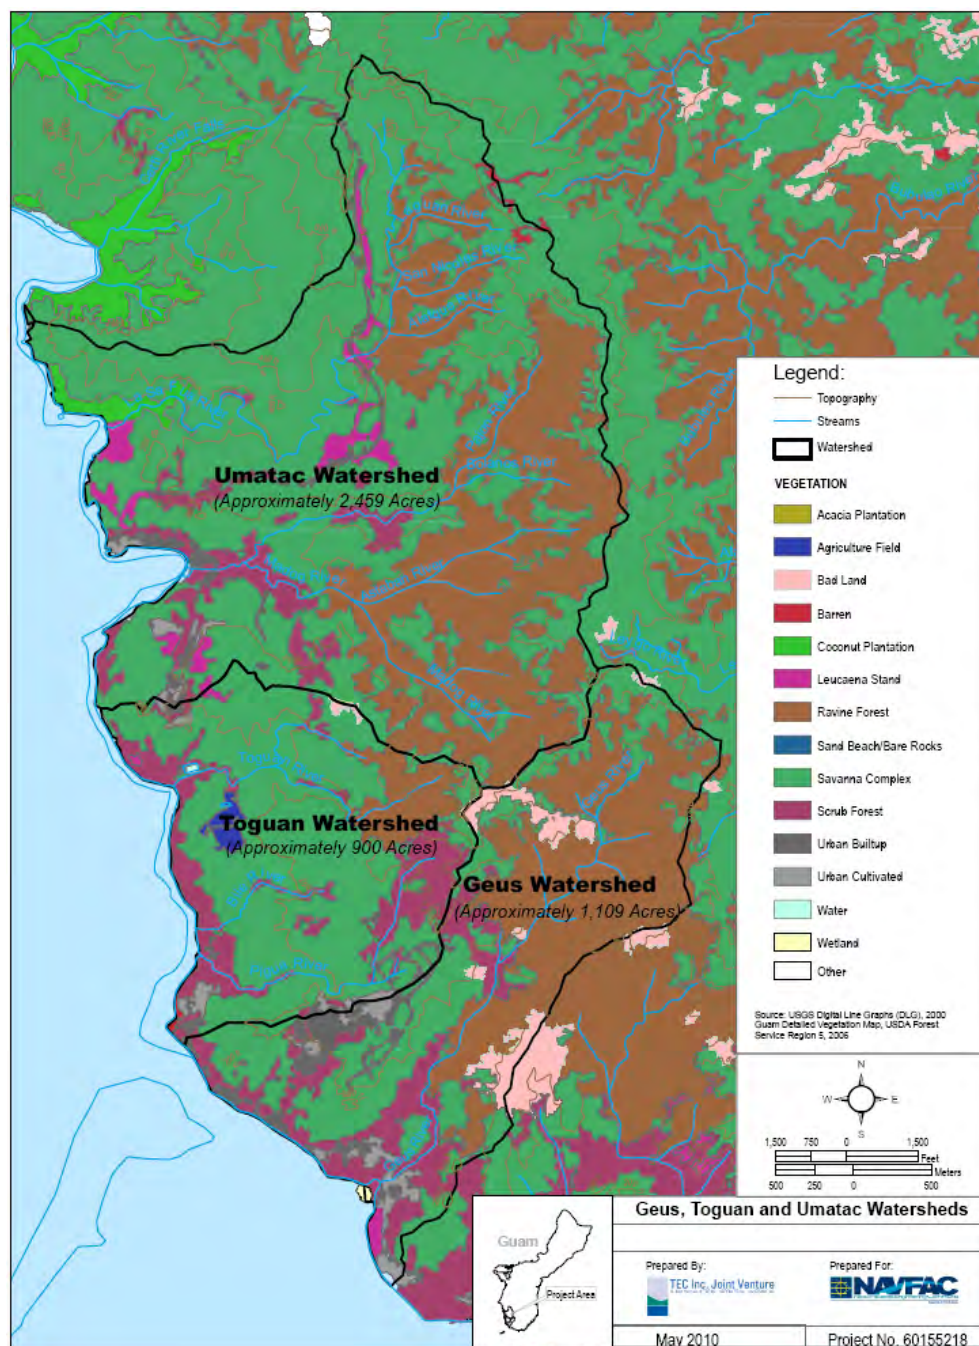 Umatac Watershed
(Approximately 2,459 Acres)
Toguan River
Toguan Watershed
(Approximately 900 Acres)
Geus Watershed
(Approximately 1,109 Acres)
Legend:
Topography
Streams
Watershed
VEGETATION
Acacia Plantation
Agriculture Field
Bad Land
Barren
Coconut Plantation
Leucaena Stand
Ravine Forest
Sand Beach/Bare Rocks
Savanna Complex
Scrub Forest
Urban Builtup
Urban Cultivated
Water
Wetland
Other
Source: USGS Digital Line Graphs (DLG), 2000
Guam Detailed Vegetation Map, USDA Forest
Service Region 5, 2006
N
W
E
S
1,500 750 0 1,500
Feet
Meters
500 250 0 500
Guam
Project Area
Geus, Toguan and Umatac Watersheds
Prepared By:
TEC Inc. Joint Venture
Prepared For:
NAVFAC
May 2010
Project No. 60155218